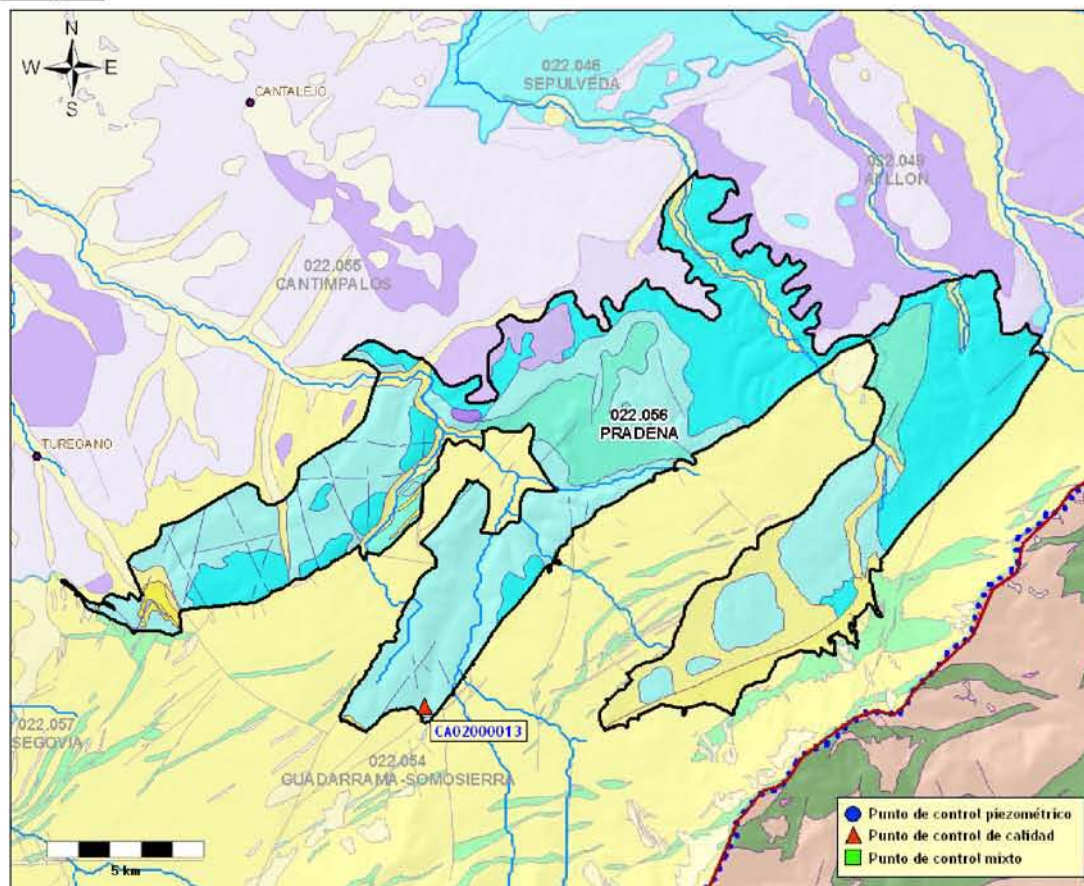 N
W E
S
022.046
SEPULVEDA
CANTALEJO
022.049
AYLLON
022.055
CANTIMPALOS
022.056
PRADENA
TUREGANO
CA02000013
022.057
SEGOVIA
022.054
GUADARRAMA-SOMOSIERRA
5 km
Punto de control piezométrico
Punto de control de calidad
Punto de control mixto